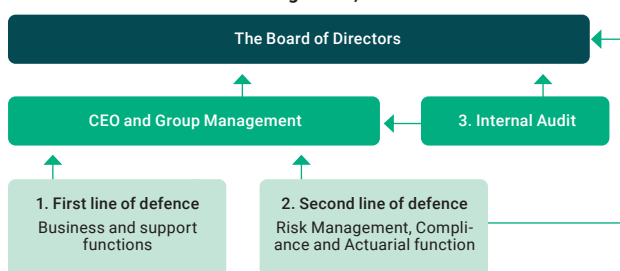 The Board of Directors
CEO and Group Management
3. Internal Audit
1. First line of defence
Business and support
functions
2. Second line of defence
Risk Management, Compli-
ance and Actuarial function